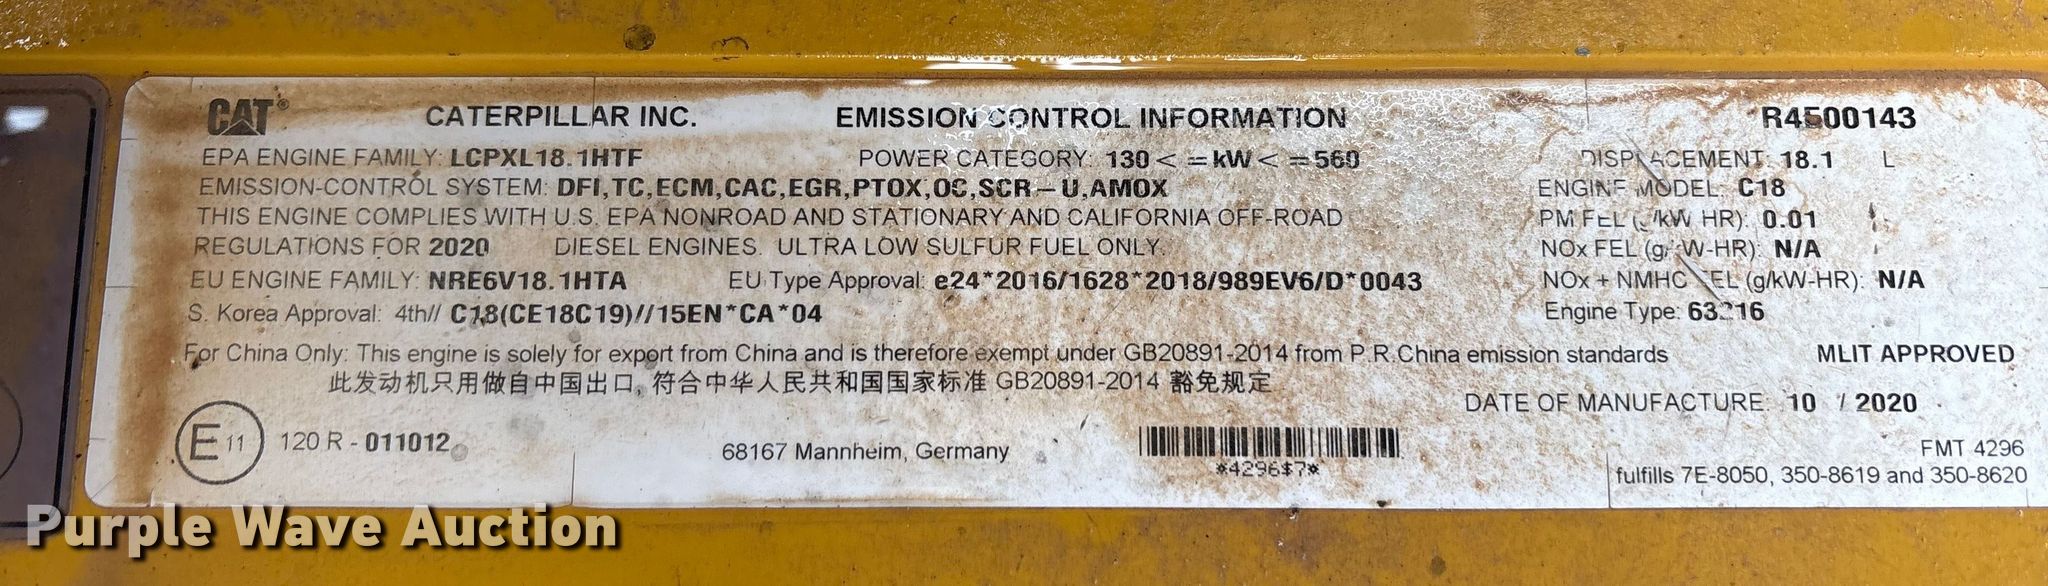 CAT® CATERPILLAR INC. EMISSION CONTROL INFORMATION R4E00143
EPA ENGINE FAMILY: LCPXL18.1HTF POWER CATEGORY: 130 < =kW < =560 DISPLACEMENT: 18.1 L
EMISSION-CONTROL SYSTEM: DFI,TC,ECM,CAC,EGR,PTOX,OC,SCR-U,AMOX ENGINE MODEL: C18
THIS ENGINE COMPLIES WITH U.S. EPA NONROAD AND STATIONARY AND CALIFORNIA OFF-ROAD PM FEL (g/kW HR): 0.01
REGULATIONS FOR 2020 DIESEL ENGINES. ULTRA LOW SULFUR FUEL ONLY. NOx FEL (g/kW-HR): N/A
EU ENGINE FAMILY: NRE6V18.1HTA EU Type Approval: e24*2016/1628*2018/989EV6/D*0043 NOx + NMHC FEL (g/kW-HR): N/A
S. Korea Approval: 4th// C18(CE18C19)//15EN*CA*04 Engine Type: 63216
For China Only: This engine is solely for export from China and is therefore exempt under GB20891-2014 from P.R.China emission standards MLIT APPROVED
此发动机只用做自中国出口, 符合中华人民共和国国家标准 GB20891-2014 豁免规定
DATE OF MANUFACTURE: 10 / 2020
E11 120 R - 011012 68167 Mannheim, Germany *4296$7* FMT 4296
fulfills 7E-8050, 350-8619 and 350-8620
Purple Wave Auction